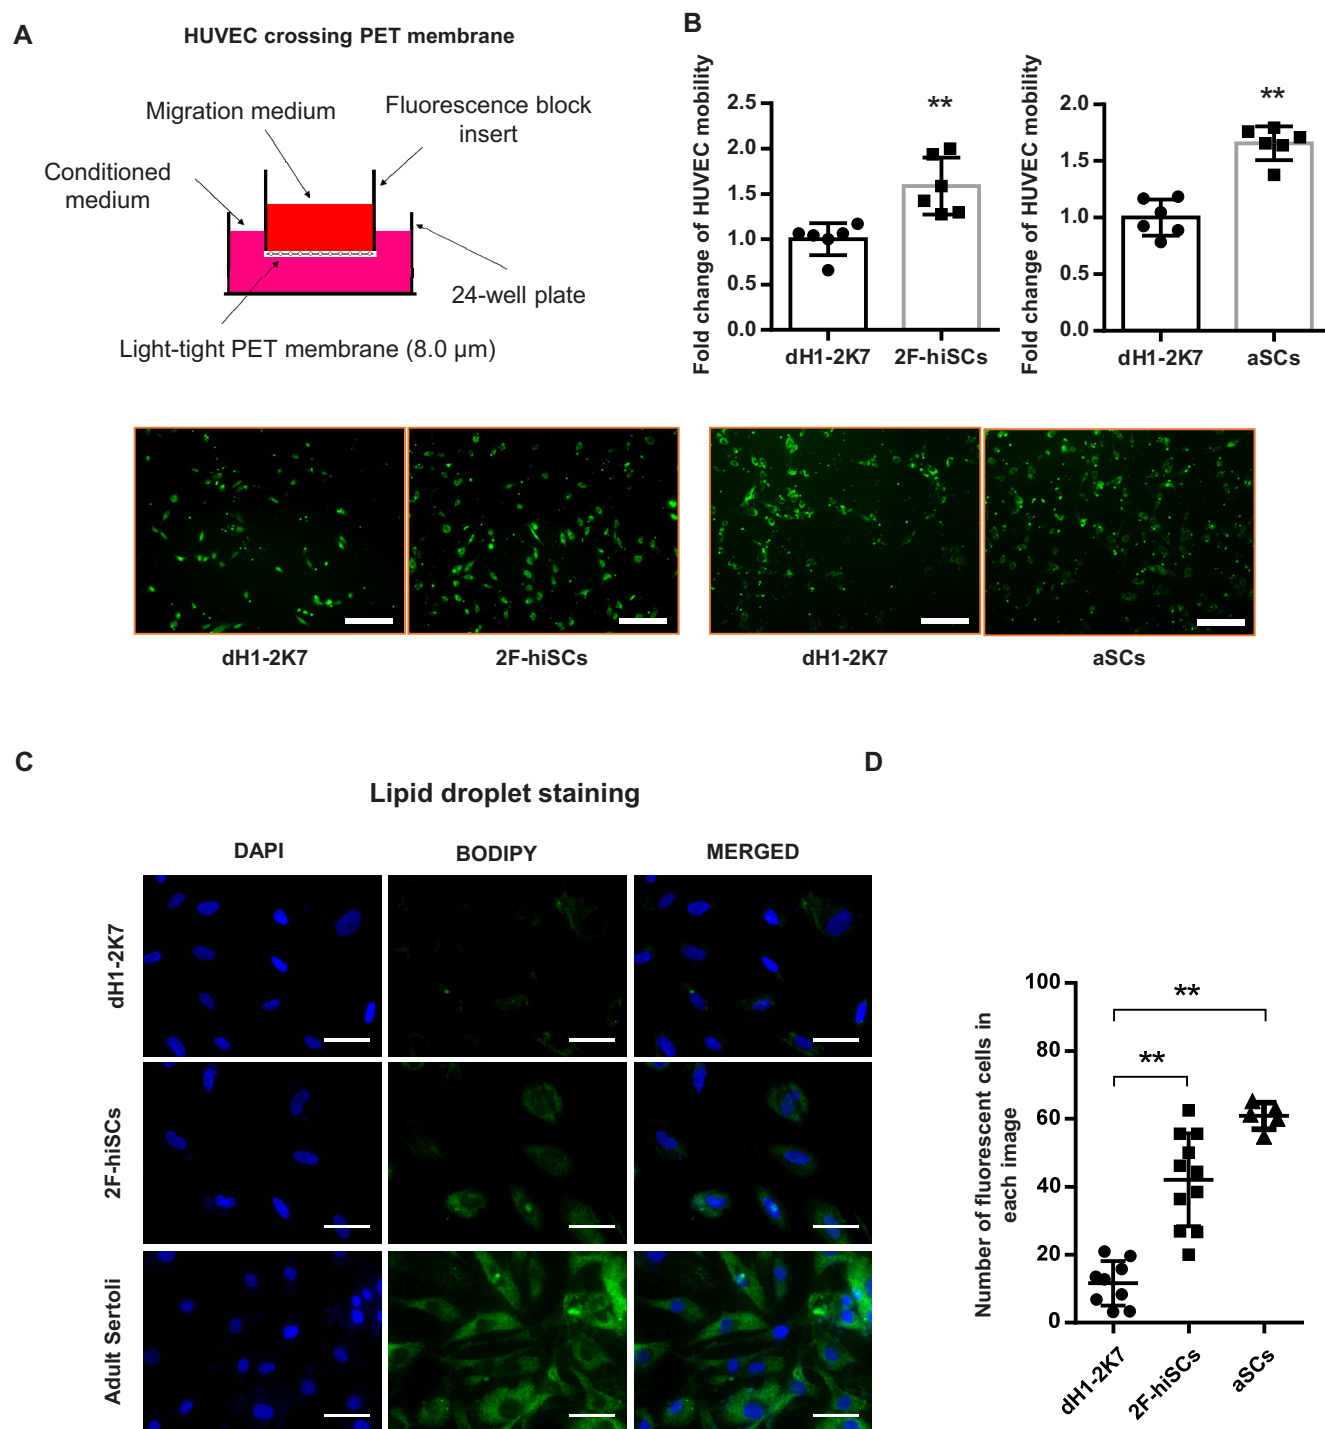 A
HUVEC crossing PET membrane
Migration medium
Fluorescence block
insert
Conditioned
medium
24-well plate
Light-tight PET membrane (8.0 µm)
B
Fold change of HUVEC mobility
2.5
2.0
1.5
1.0
0.5
0.0
**
dH1-2K7
2F-hiSCs
Fold change of HUVEC mobility
2.0
1.5
1.0
0.5
0.0
**
dH1-2K7
aSCs
dH1-2K7
2F-hiSCs
dH1-2K7
aSCs
C
Lipid droplet staining
DAPI
BODIPY
MERGED
dH1-2K7
2F-hiSCs
Adult Sertoli
D
Number of fluorescent cells in
each image
100
80
60
40
20
0
**
**
dH1-2K7
2F-hiSCs
aSCs